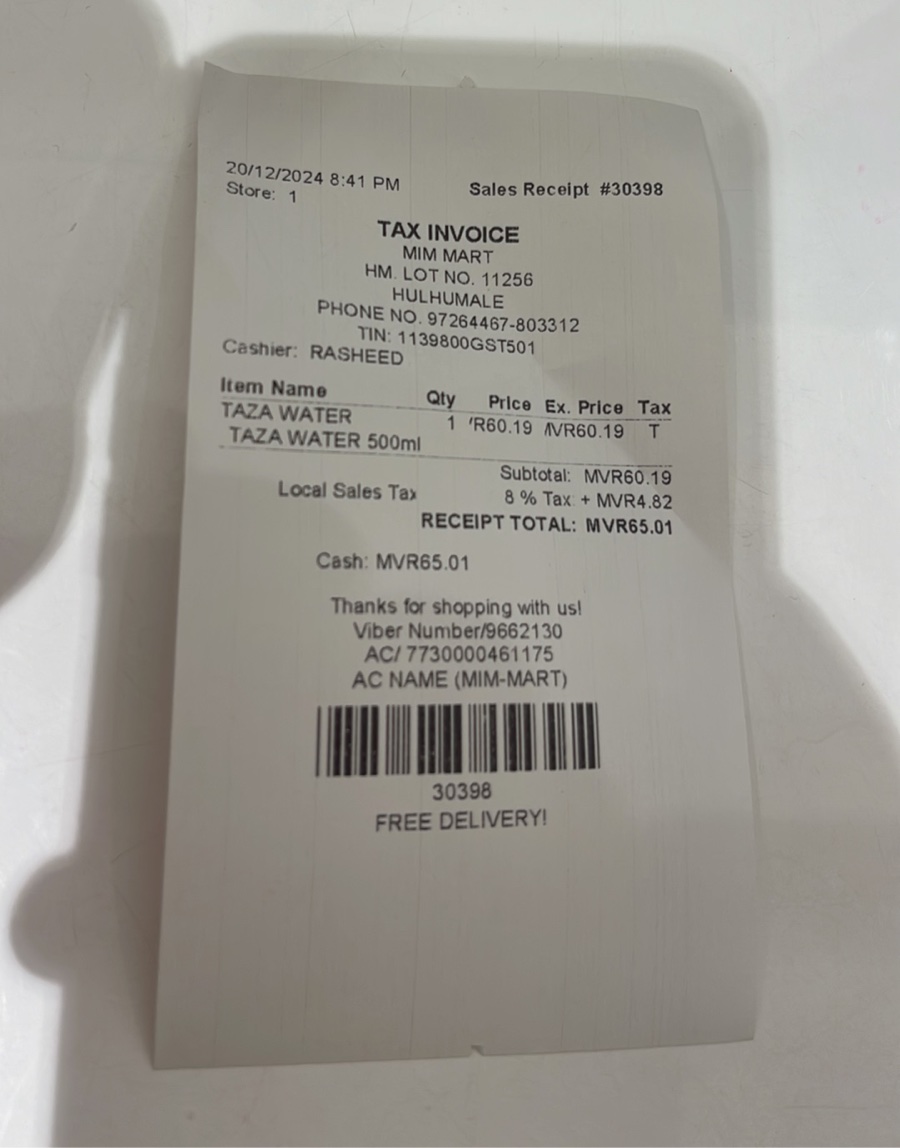 20/12/2024 8:41 PM
Store: 1
Sales Receipt #30398
TAX INVOICE
MIM MART
HM. LOT NO. 11256
HULHUMALE
PHONE NO. 97264467-803312
TIN: 1139800GST501
Cashier: RASHEED
Item Name Qty Price Ex. Price Tax
TAZA WATER 1 'R60.19 MVR60.19 T
TAZA WATER 500ml
Subtotal: MVR60.19
Local Sales Tax 8 % Tax: + MVR4.82
RECEIPT TOTAL: MVR65.01
Cash: MVR65.01
Thanks for shopping with us!
Viber Number/9662130
AC/ 7730000461175
AC NAME (MIM-MART)
30398
FREE DELIVERY!